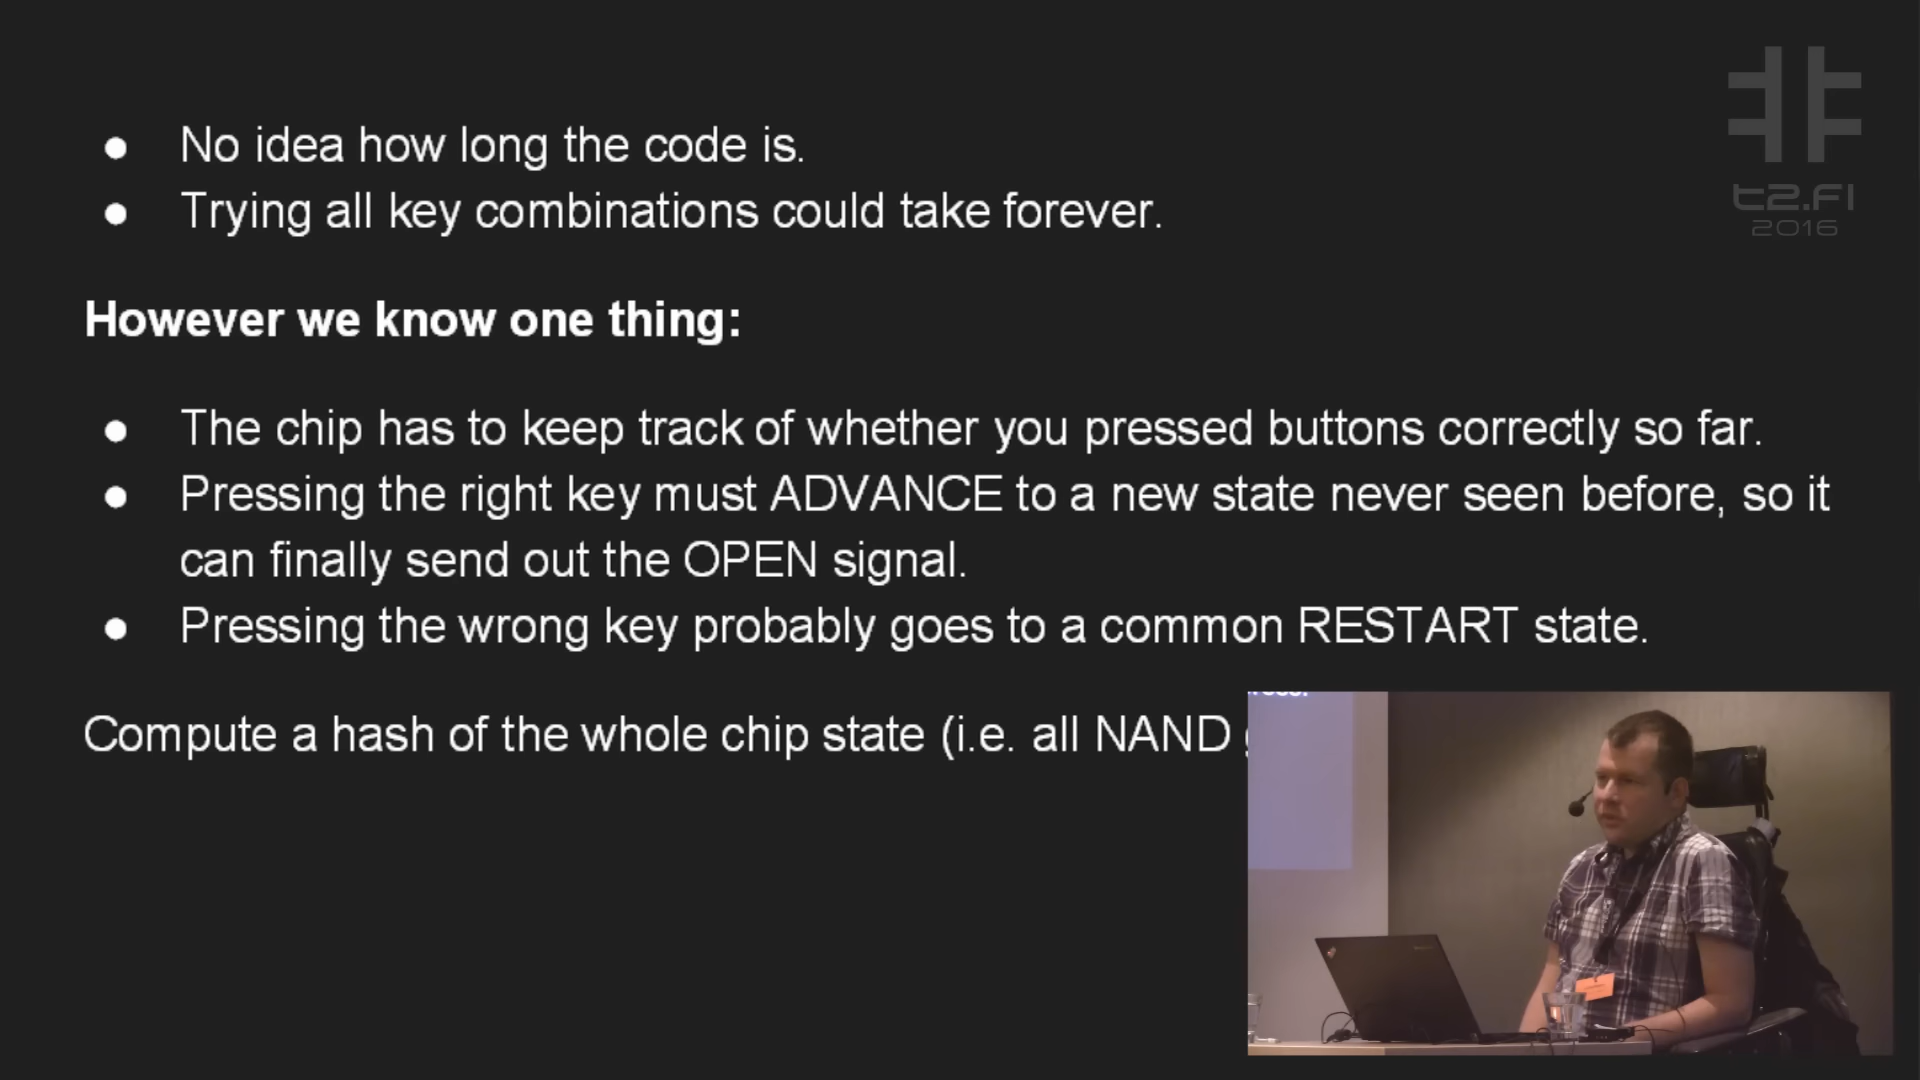 No idea how long the code is.
Trying all key combinations could take forever.
However we know one thing:
The chip has to keep track of whether you pressed buttons correctly so far.
Pressing the right key must ADVANCE to a new state never seen before, so it
can finally send out the OPEN signal.
Pressing the wrong key probably goes to a common RESTART state.
Compute a hash of the whole chip state (i.e. all NAND
t2.fi
2016